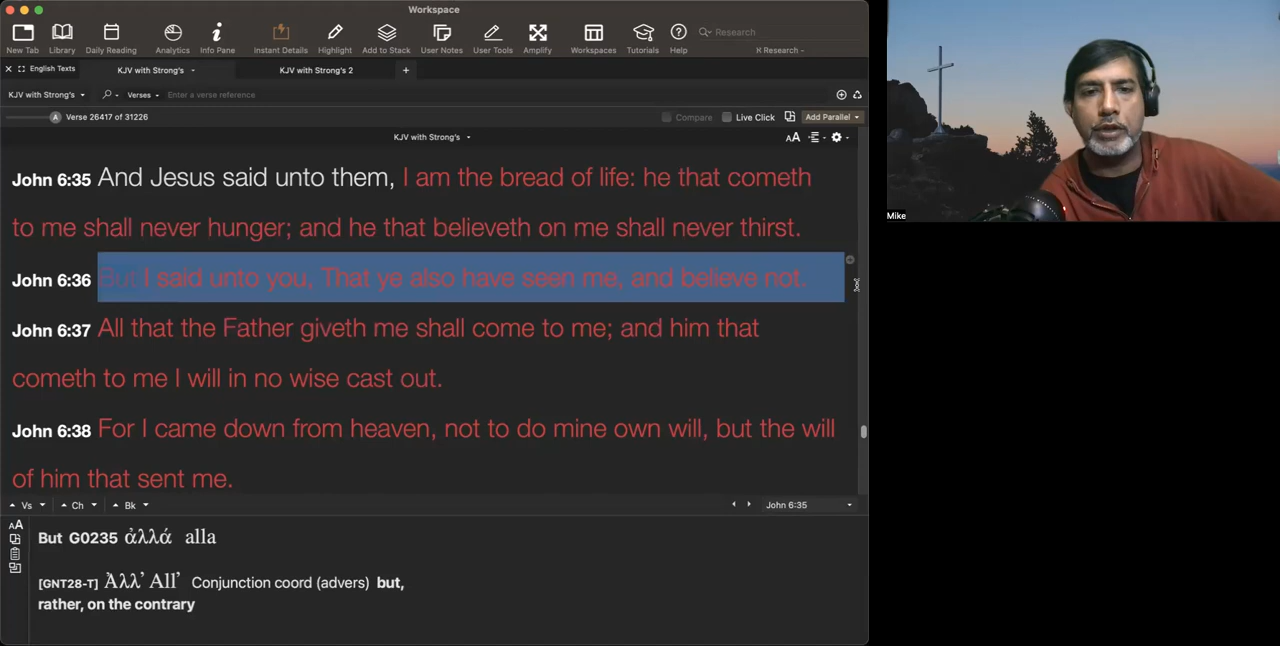 Workspace
New Tab Library Daily Reading Analytics Info Pane Instant Details Highlight Add to Stack User Notes User Tools Amplify Workspaces Tutorials Help Research
Research
English Texts KJV with Strong's KJV with Strong's 2 +
KJV with Strong's Verses Enter a verse reference
A Verse 26417 of 31226 Compare Live Click Add Parallel
KJV with Strong's AA
John 6:35 And Jesus said unto them, I am the bread of life: he that cometh
to me shall never hunger; and he that believeth on me shall never thirst.
John 6:36 But I said unto you, That ye also have seen me, and believe not.
John 6:37 All that the Father giveth me shall come to me; and him that
cometh to me I will in no wise cast out.
John 6:38 For I came down from heaven, not to do mine own will, but the will
of him that sent me.
Vs Ch Bk John 6:35
AA
But G0235 ἀλλά alla
[GNT28-T] Ἀλλ’ All’ Conjunction coord (advers) but,
rather, on the contrary
Mike